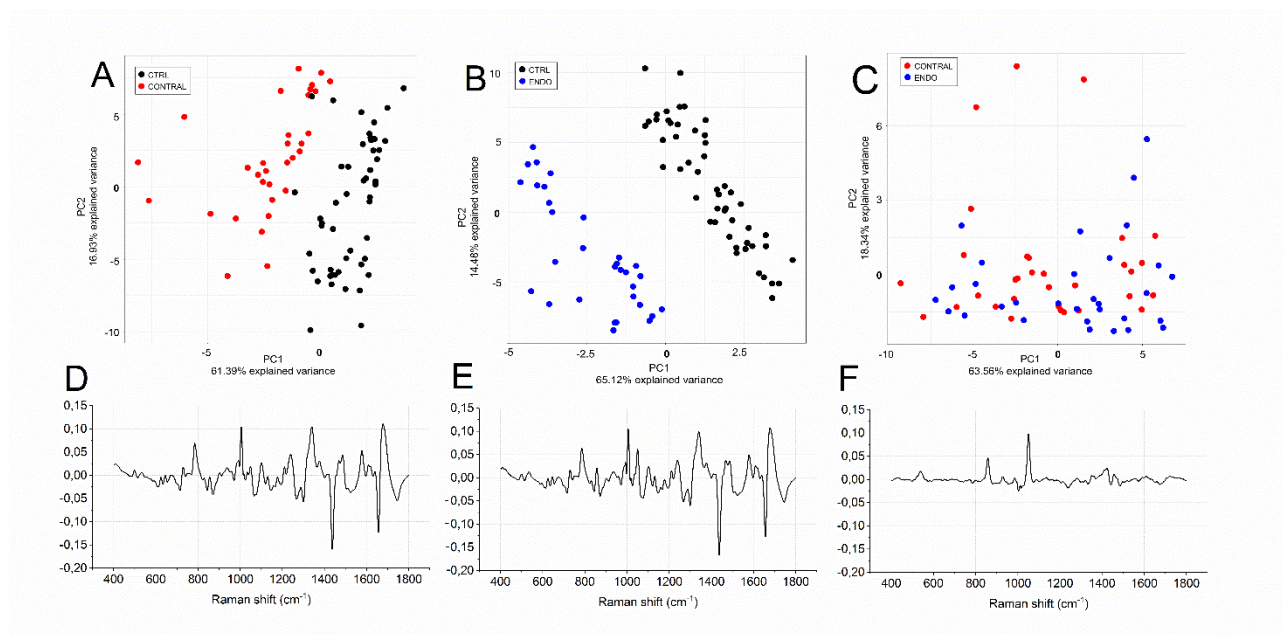 A
CTRL
CONTRAL
5
0
-5
-10
PC2
16.93% explained variance
-5
0
PC1
61.39% explained variance
B
CTRL
ENDO
10
5
0
-5
PC2
14.48% explained variance
-5
-2.5
0
2.5
PC1
65.12% explained variance
C
CONTRAL
ENDO
6
3
0
PC2
18.34% explained variance
-10
-5
0
5
PC1
63.56% explained variance
D
0,15
0,10
0,05
0,00
-0,05
-0,10
-0,15
-0,20
400 600 800 1000 1200 1400 1600 1800
Raman shift (cm⁻¹)
E
0,15
0,10
0,05
0,00
-0,05
-0,10
-0,15
-0,20
400 600 800 1000 1200 1400 1600 1800
Raman shift (cm⁻¹)
F
0,15
0,10
0,05
0,00
-0,05
-0,10
-0,15
-0,20
400 600 800 1000 1200 1400 1600 1800
Raman shift (cm⁻¹)